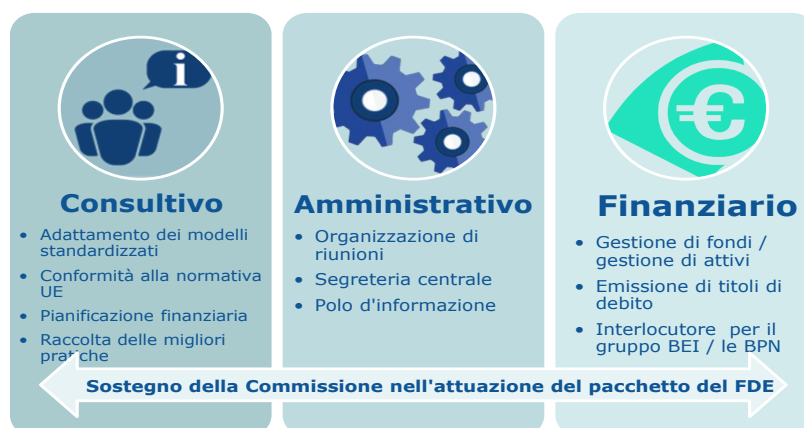 i
€
Consultivo
• Adattamento dei modelli
standardizzati
• Conformità alla normativa
UE
• Pianificazione finanziaria
• Raccolta delle migliori
pratiche
Amministrativo
• Organizzazione di
riunioni
• Segreteria centrale
• Polo d'informazione
Finanziario
• Gestione di fondi /
gestione di attivi
• Emissione di titoli di
debito
• Interlocutore per il
gruppo BEI / le BPN
Sostegno della Commissione nell'attuazione del pacchetto del FDE